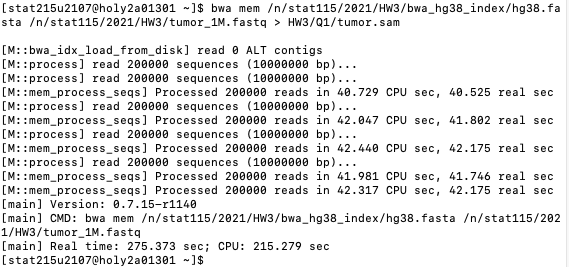 [stat215u2107@holy2a01301 ~]$ bwa mem /n/stat115/2021/HW3/bwa_hg38_index/hg38.fa
sta /n/stat115/2021/HW3/tumor_1M.fastq > HW3/Q1/tumor.sam
[M::bwa_idx_load_from_disk] read 0 ALT contigs
[M::process] read 200000 sequences (10000000 bp)...
[M::process] read 200000 sequences (10000000 bp)...
[M::mem_process_seqs] Processed 200000 reads in 40.729 CPU sec, 40.525 real sec
[M::process] read 200000 sequences (10000000 bp)...
[M::mem_process_seqs] Processed 200000 reads in 42.047 CPU sec, 41.802 real sec
[M::process] read 200000 sequences (10000000 bp)...
[M::mem_process_seqs] Processed 200000 reads in 42.440 CPU sec, 42.175 real sec
[M::process] read 200000 sequences (10000000 bp)...
[M::mem_process_seqs] Processed 200000 reads in 41.981 CPU sec, 41.746 real sec
[M::mem_process_seqs] Processed 200000 reads in 42.317 CPU sec, 42.175 real sec
[main] Version: 0.7.15-r1140
[main] CMD: bwa mem /n/stat115/2021/HW3/bwa_hg38_index/hg38.fasta /n/stat115/202
1/HW3/tumor_1M.fastq
[main] Real time: 275.373 sec; CPU: 215.279 sec
[stat215u2107@holy2a01301 ~]$